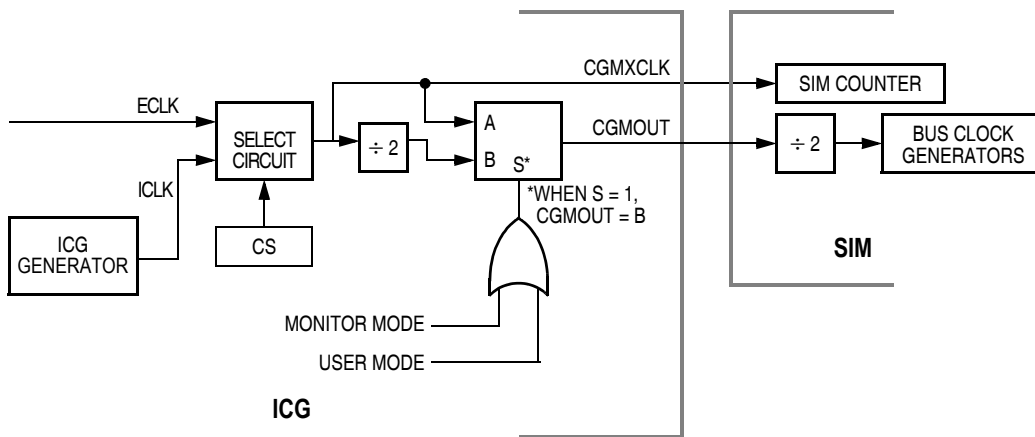 CGMXCLK
SIM COUNTER
ECLK
SELECT
CIRCUIT
÷ 2
A
B
S*
CGMOUT
÷ 2
BUS CLOCK
GENERATORS
ICLK
*WHEN S = 1,
CGMOUT = B
ICG
GENERATOR
CS
SIM
MONITOR MODE
USER MODE
ICG